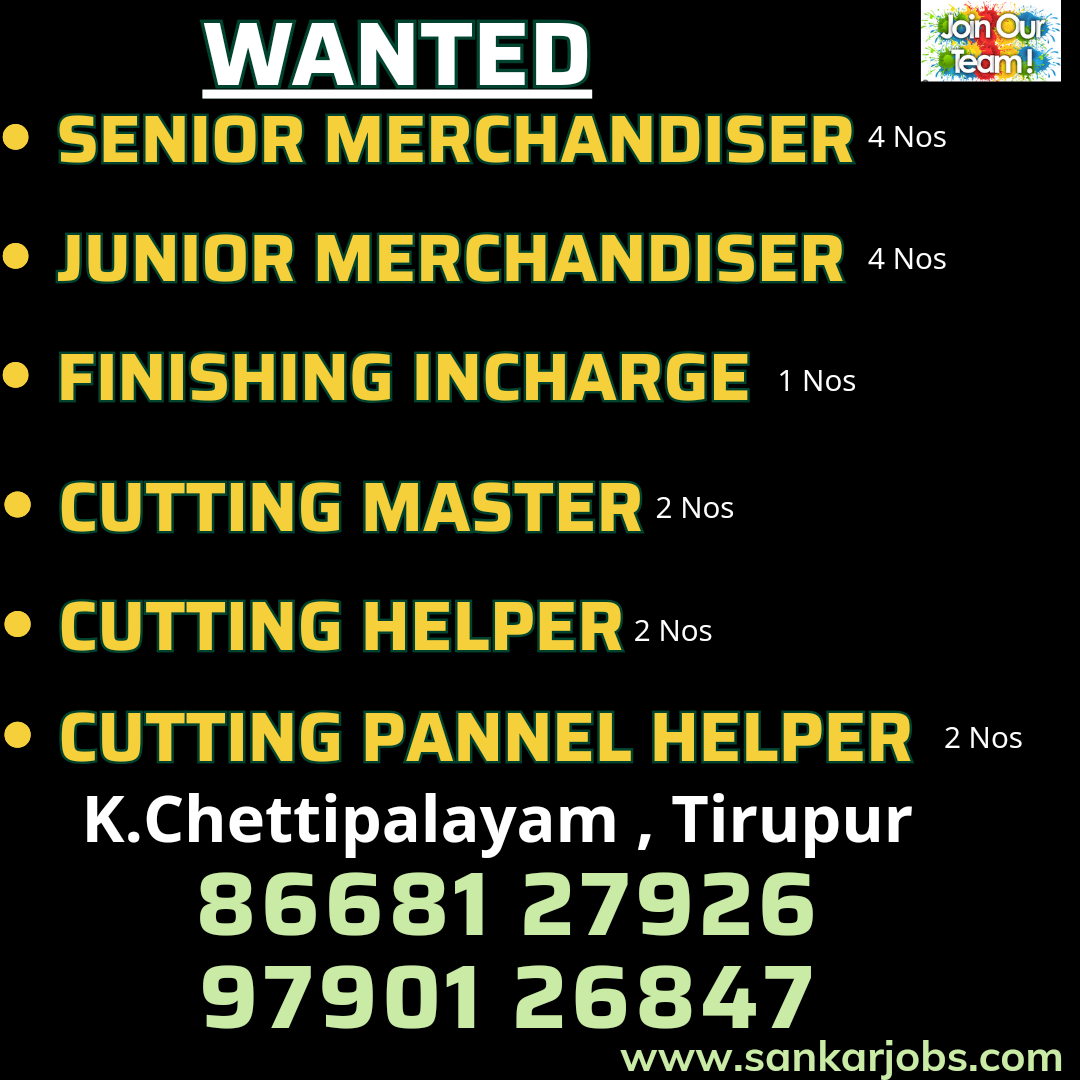 WANTED
Join Our
Team !
SENIOR MERCHANDISER 4 Nos
JUNIOR MERCHANDISER 4 Nos
FINISHING INCHARGE 1 Nos
CUTTING MASTER 2 Nos
CUTTING HELPER 2 Nos
CUTTING PANNEL HELPER 2 Nos
K.Chettipalayam , Tirupur
86681 27926
97901 26847
www.sankarjobs.com